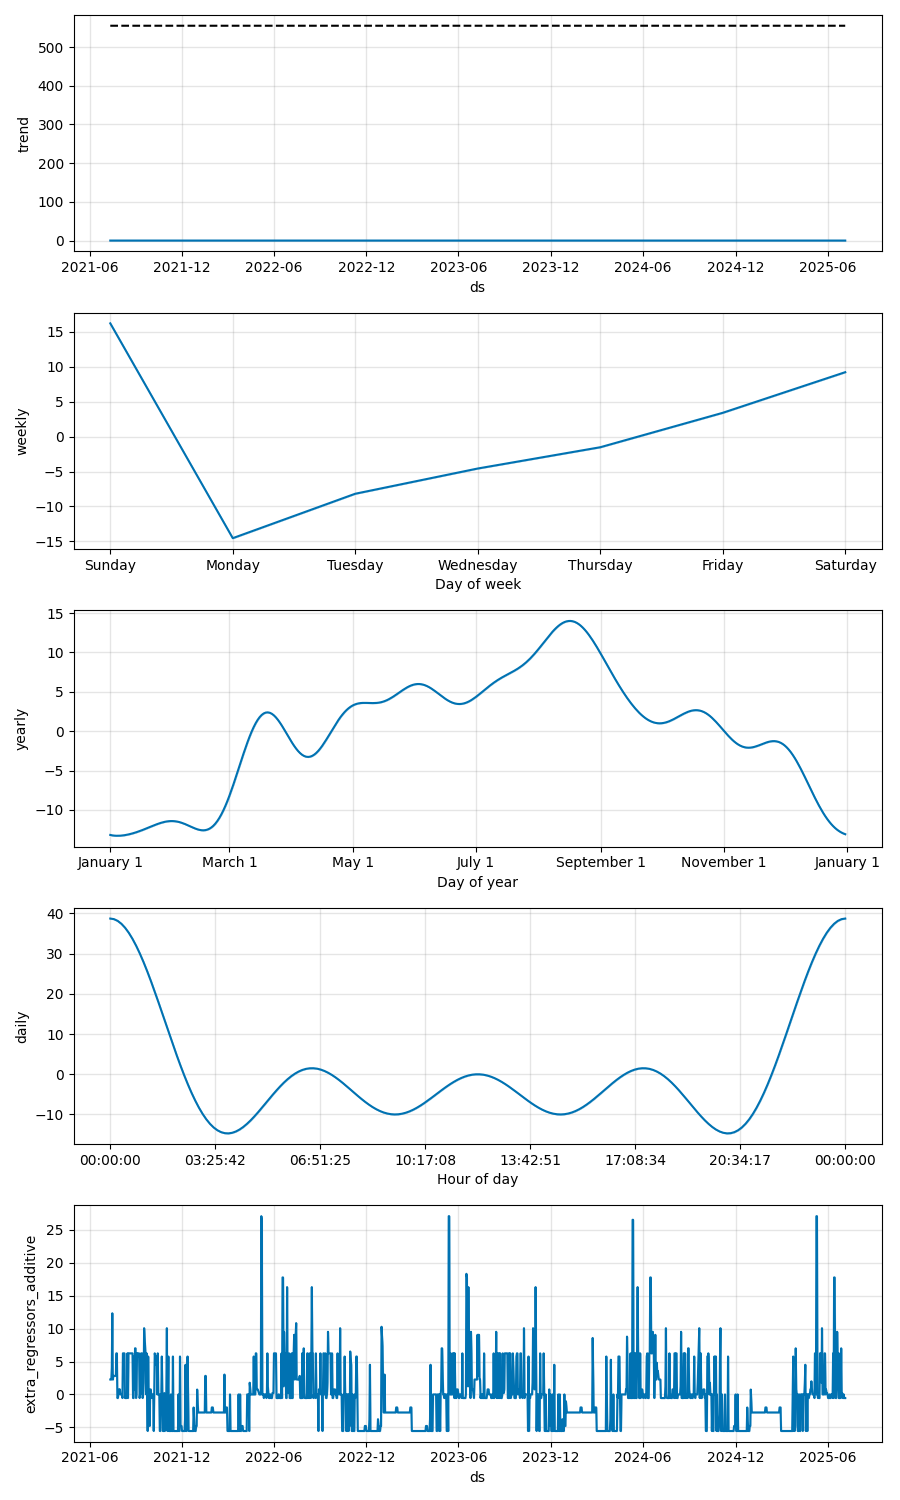 500
400
300
200
100
0
trend
2021-06 2021-12 2022-06 2022-12 2023-06 2023-12 2024-06 2024-12 2025-06
ds
15
10
5
0
−5
−10
−15
weekly
Sunday Monday Tuesday Wednesday Thursday Friday Saturday
Day of week
15
10
5
0
−5
−10
yearly
January 1 March 1 May 1 July 1 September 1 November 1 January 1
Day of year
40
30
20
10
0
−10
daily
00:00:00 03:25:42 06:51:25 10:17:08 13:42:51 17:08:34 20:34:17 00:00:00
Hour of day
25
20
15
10
5
0
−5
extra_regressors_additive
2021-06 2021-12 2022-06 2022-12 2023-06 2023-12 2024-06 2024-12 2025-06
ds